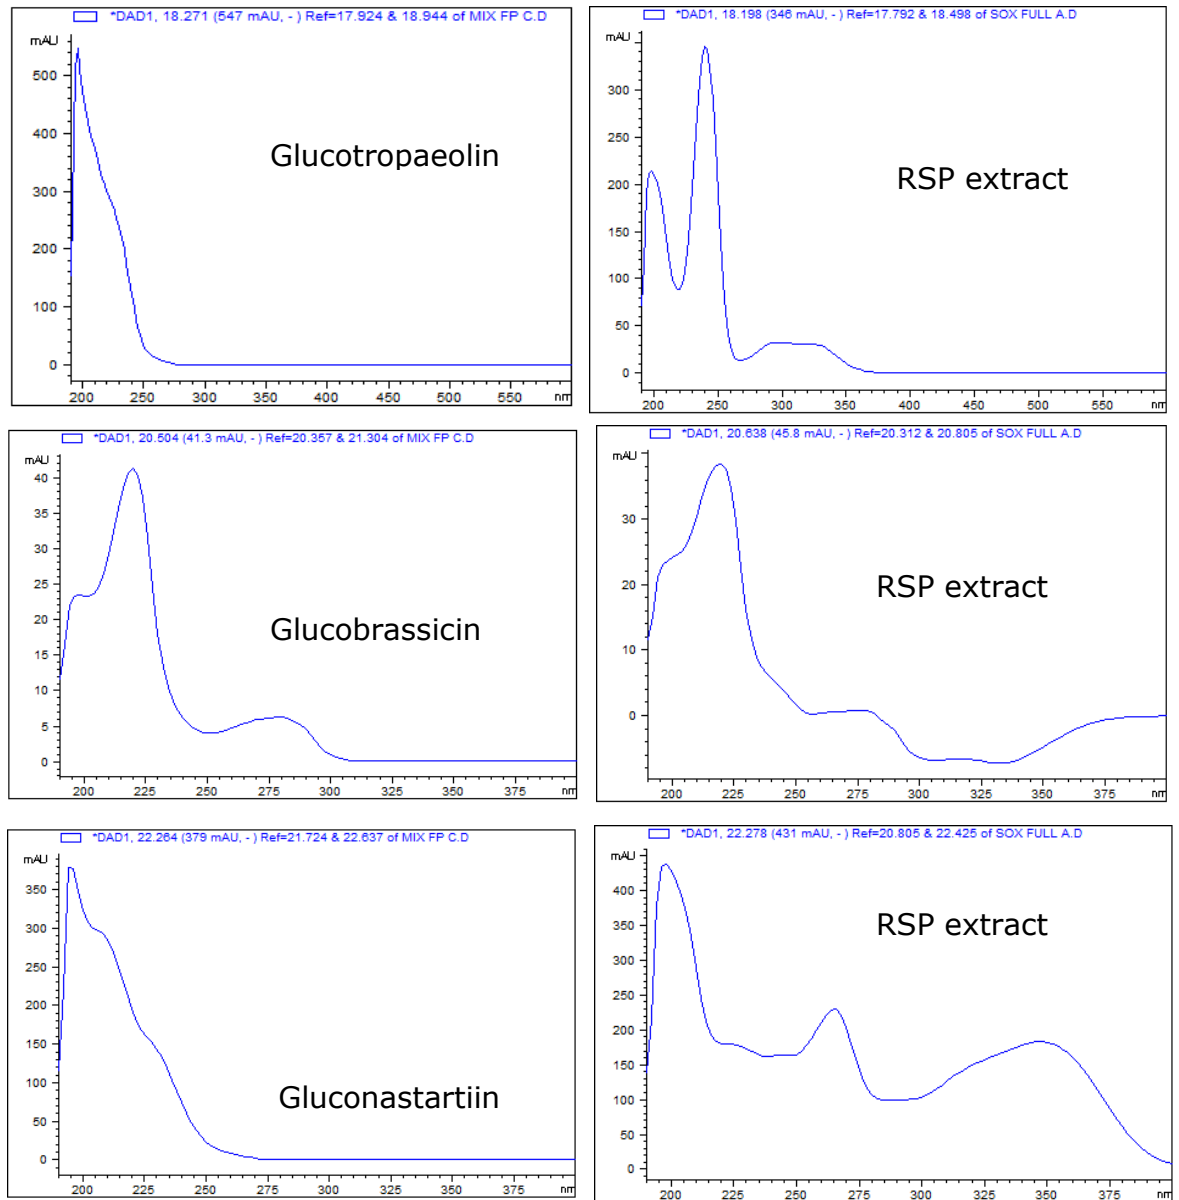 *DAD1, 18.271 (547 mAU, - ) Ref=17.924 & 18.944 of MIX FP C.D
mAU
500
400
300
200
100
0
Glucotropaeolin
200 250 300 350 400 450 500 550 nm
*DAD1, 18.198 (346 mAU, - ) Ref=17.792 & 18.498 of SOX FULL A.D
mAU
300
250
200
150
100
50
0
RSP extract
200 250 300 350 400 450 500 550 nm
*DAD1, 20.504 (41.3 mAU, - ) Ref=20.357 & 21.304 of MIX FP C.D
mAU
40
35
30
25
20
15
10
5
0
Glucobrassicin
200 225 250 275 300 325 350 375 nm
*DAD1, 20.638 (45.8 mAU, - ) Ref=20.312 & 20.805 of SOX FULL A.D
mAU
30
20
10
0
RSP extract
200 225 250 275 300 325 350 375 nm
*DAD1, 22.264 (379 mAU, - ) Ref=21.724 & 22.637 of MIX FP C.D
mAU
350
300
250
200
150
100
50
0
Gluconastartiin
200 225 250 275 300 325 350 375 nm
*DAD1, 22.278 (431 mAU, - ) Ref=20.805 & 22.425 of SOX FULL A.D
mAU
400
350
300
250
200
150
100
50
0
RSP extract
200 225 250 275 300 325 350 375 nm